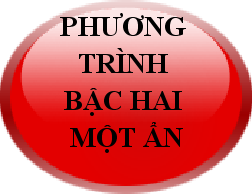 PHƯƠNG
TRÌNH
BẬC HAI
MỘT ẨN